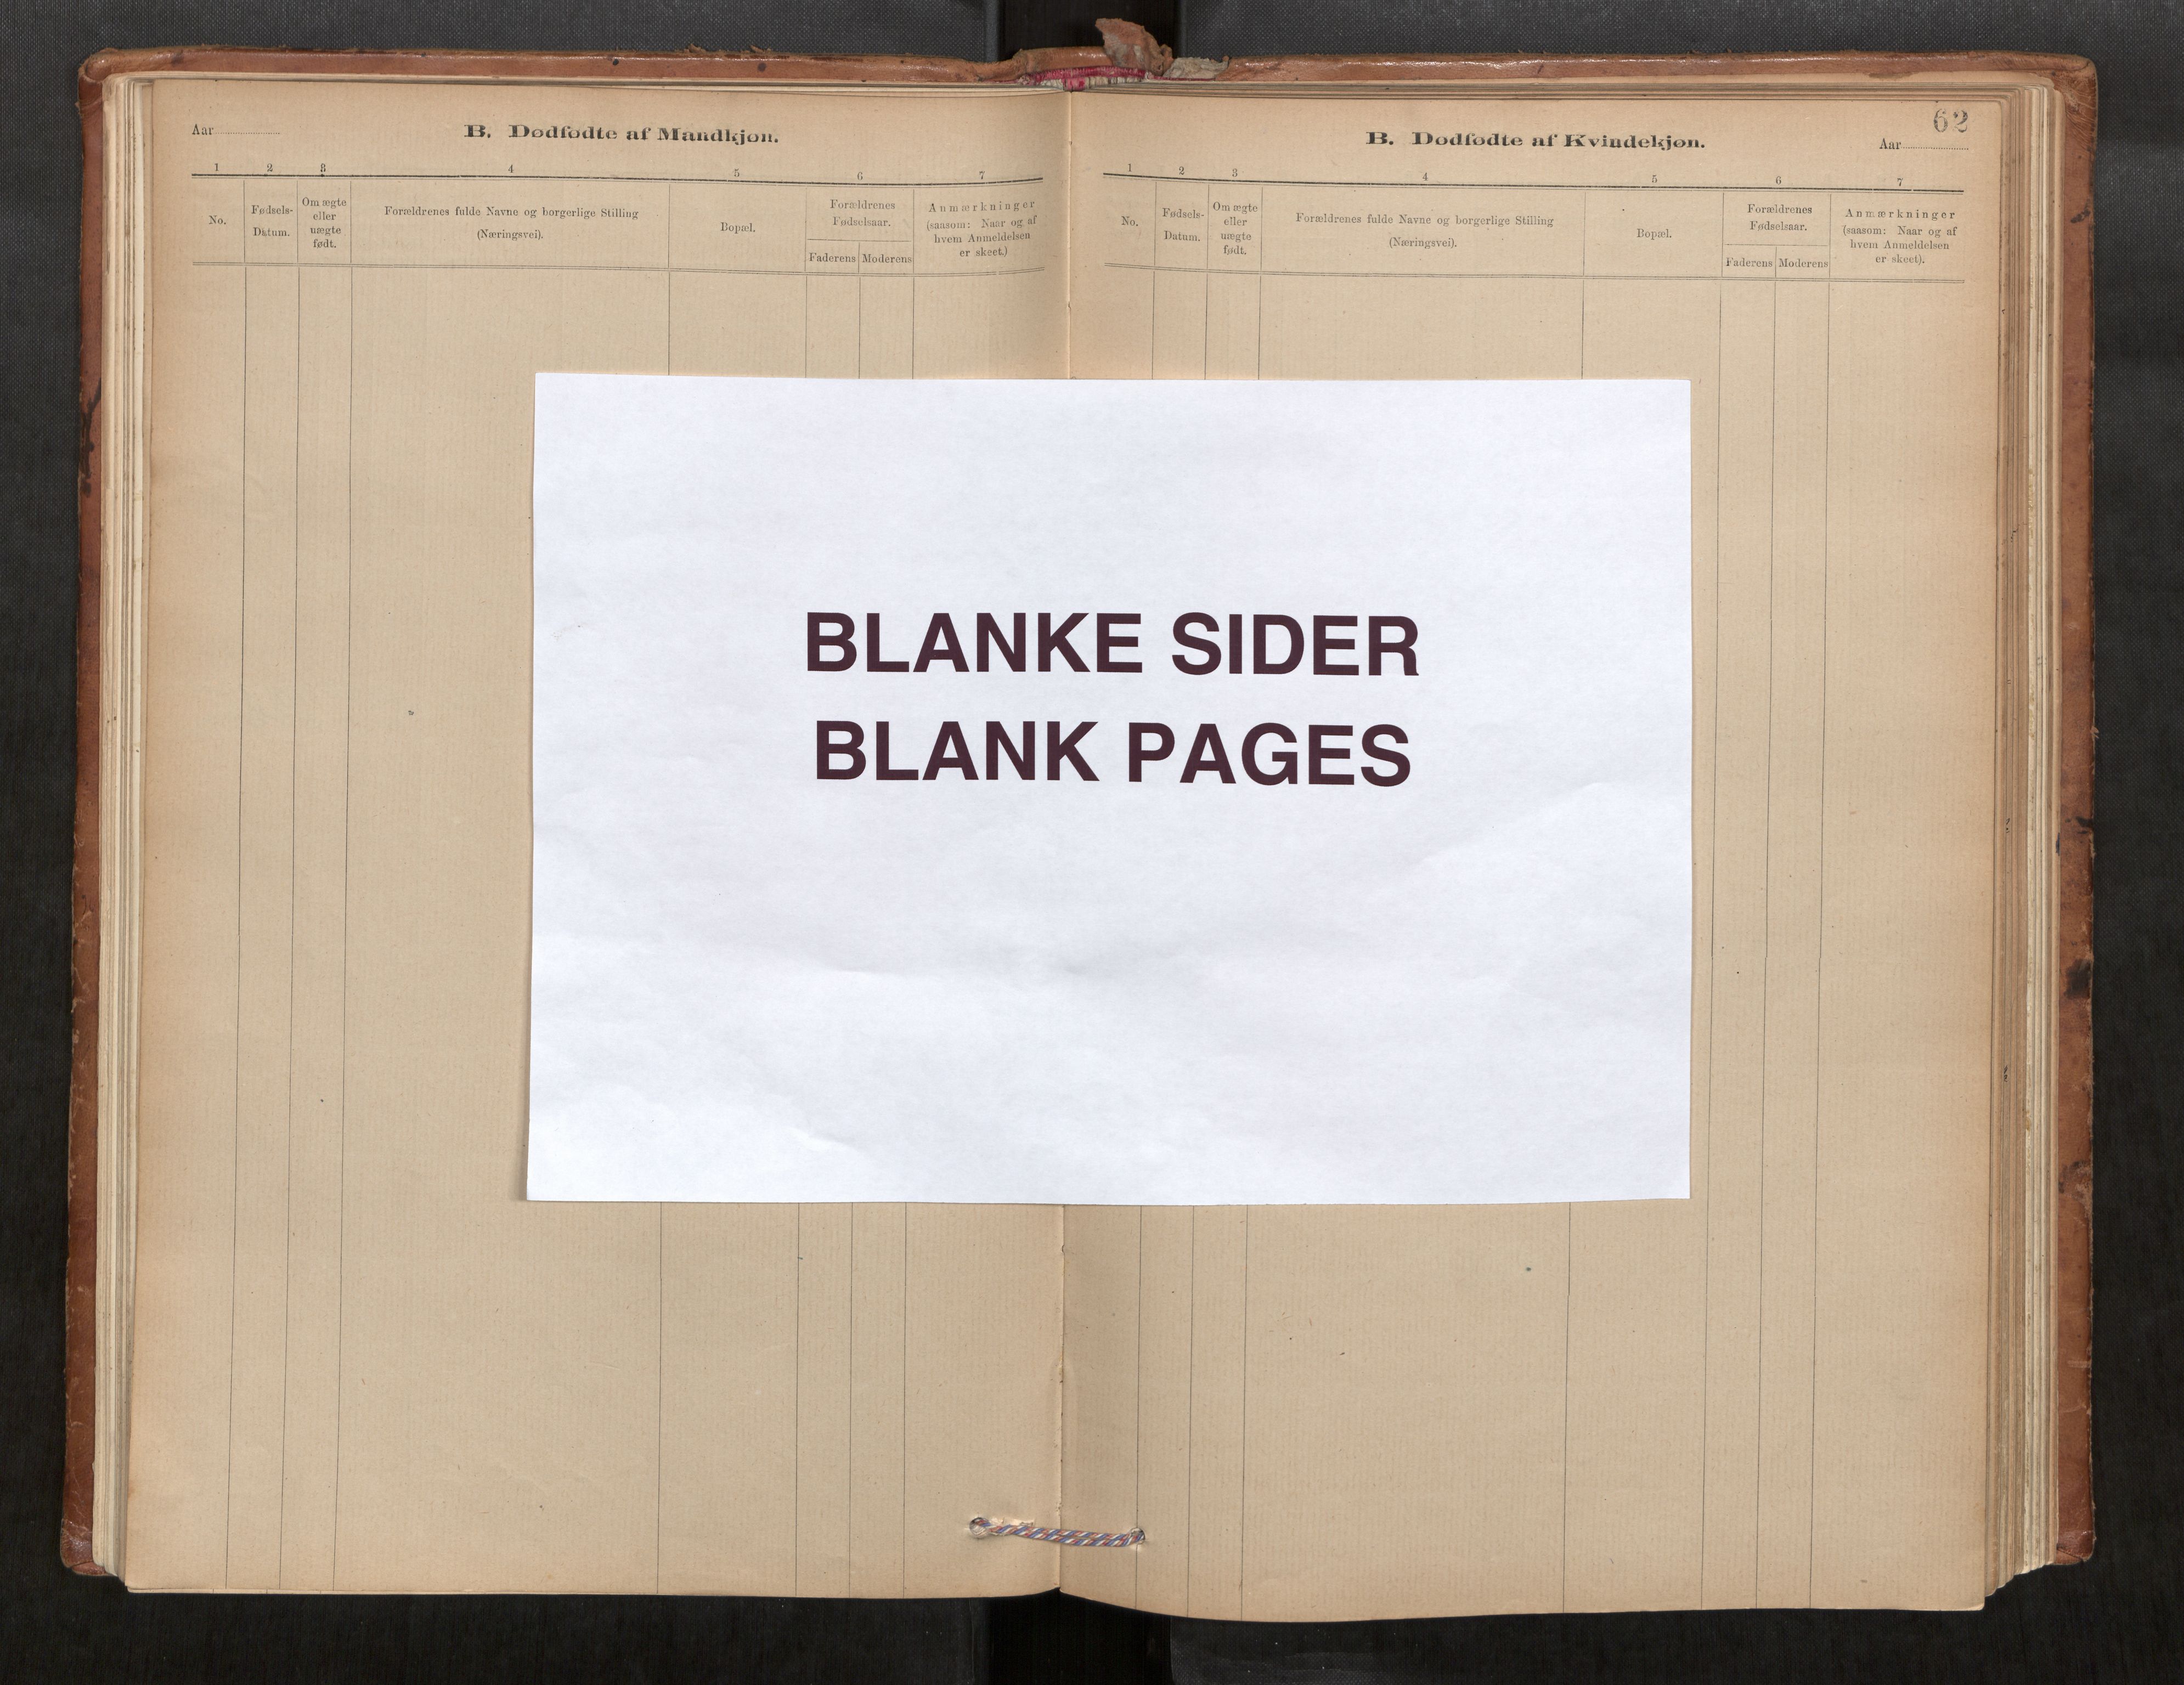 Aar
B. Dødfødte af Mandkjøn.
1 2 3 4 5 6 7
No.
Fødsels-
Datum.
Om ægte
eller
uægte
født.
Forældrenes fulde Navne og borgerlige Stilling
(Næringsvei).
Bopæl.
Forældrenes
Fødselsaar.
Faderens Moderens
Anmærkninger
(saasom: Naar og af
hvem Anmeldelsen
er skeet.)
62
B. Dødfødte af Kvindekjøn.
Aar
1 2 3 4 5 6 7
No.
Fødsels-
Datum.
Om ægte
eller
uægte
født.
Forældrenes fulde Navne og borgerlige Stilling
(Næringsvei).
Bopæl.
Forældrenes
Fødselsaar.
Faderens Moderens
Anmærkninger
(saasom: Naar og af
hvem Anmeldelsen
er skeet).
BLANKE SIDER
BLANK PAGES